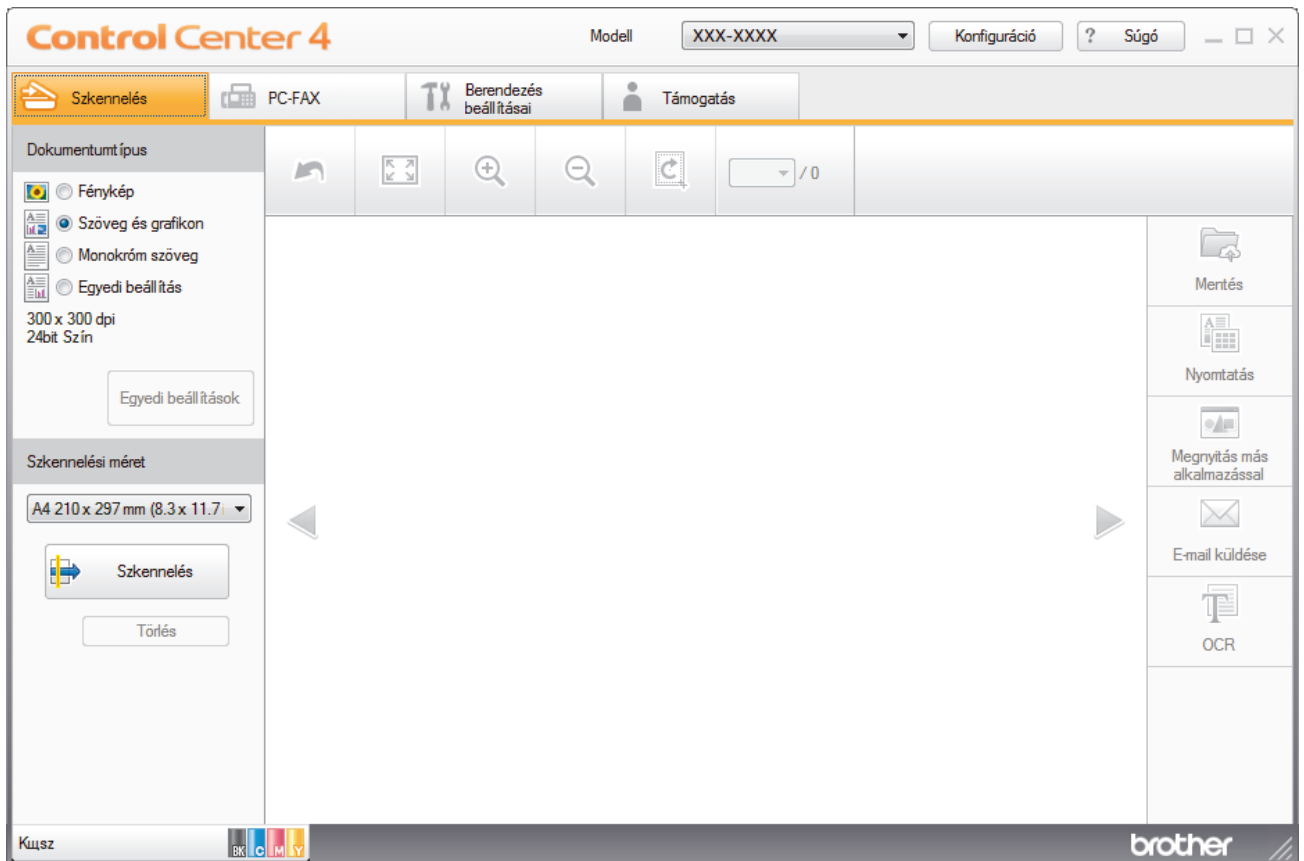 Control Center 4
Modell
XXX-XXXX
Konfiguráció
? Súgó
Szkennelés
PC-FAX
Berendezés
beállításai
Támogatás
Dokumentumtípus
Fénykép
Szöveg és grafikon
Monokróm szöveg
Egyedi beállítás
300 x 300 dpi
24bit Szín
Egyedi beállítások
Szkennelési méret
A4 210 x 297 mm (8.3 x 11.7
Szkennelés
Törlés
/ 0
Mentés
Nyomtatás
Megnyitás más
alkalmazással
E-mail küldése
OCR
Kцsz
BK C M Y
brother